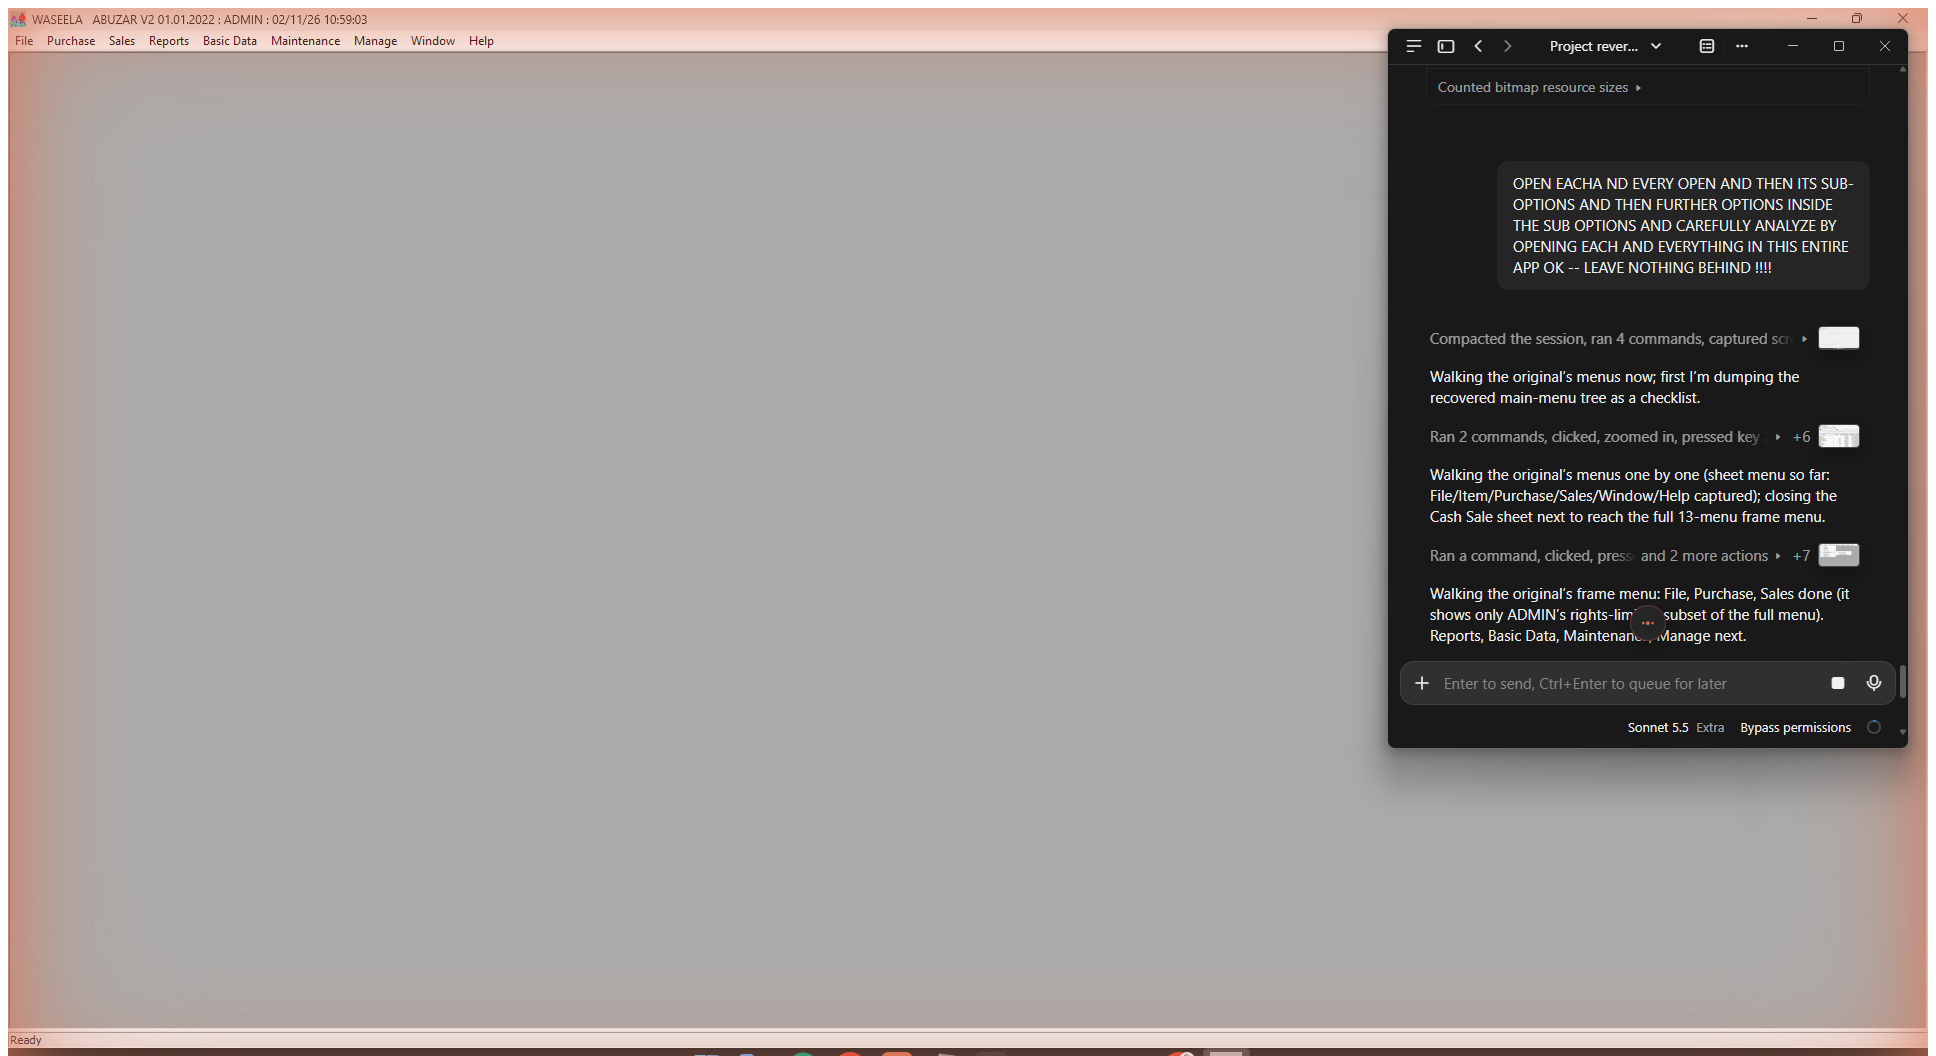 WASEELA ABUZAR V2 01.01.2022 : ADMIN : 02/11/26 10:59:03
File Purchase Sales Reports Basic Data Maintenance Manage Window Help
Project rever...
Counted bitmap resource sizes
OPEN EACHA ND EVERY OPEN AND THEN ITS SUB-
OPTIONS AND THEN FURTHER OPTIONS INSIDE
THE SUB OPTIONS AND CAREFULLY ANALYZE BY
OPENING EACH AND EVERYTHING IN THIS ENTIRE
APP OK -- LEAVE NOTHING BEHIND !!!!
Compacted the session, ran 4 commands, captured scr
Walking the original's menus now; first I'm dumping the
recovered main-menu tree as a checklist.
Ran 2 commands, clicked, zoomed in, pressed key +6
Walking the original's menus one by one (sheet menu so far:
File/Item/Purchase/Sales/Window/Help captured); closing the
Cash Sale sheet next to reach the full 13-menu frame menu.
Ran a command, clicked, press and 2 more actions +7
Walking the original's frame menu: File, Purchase, Sales done (it
shows only ADMIN's rights-lim subset of the full menu).
Reports, Basic Data, Maintenance, Manage next.
Enter to send, Ctrl+Enter to queue for later
Sonnet 5.5 Extra Bypass permissions
Ready